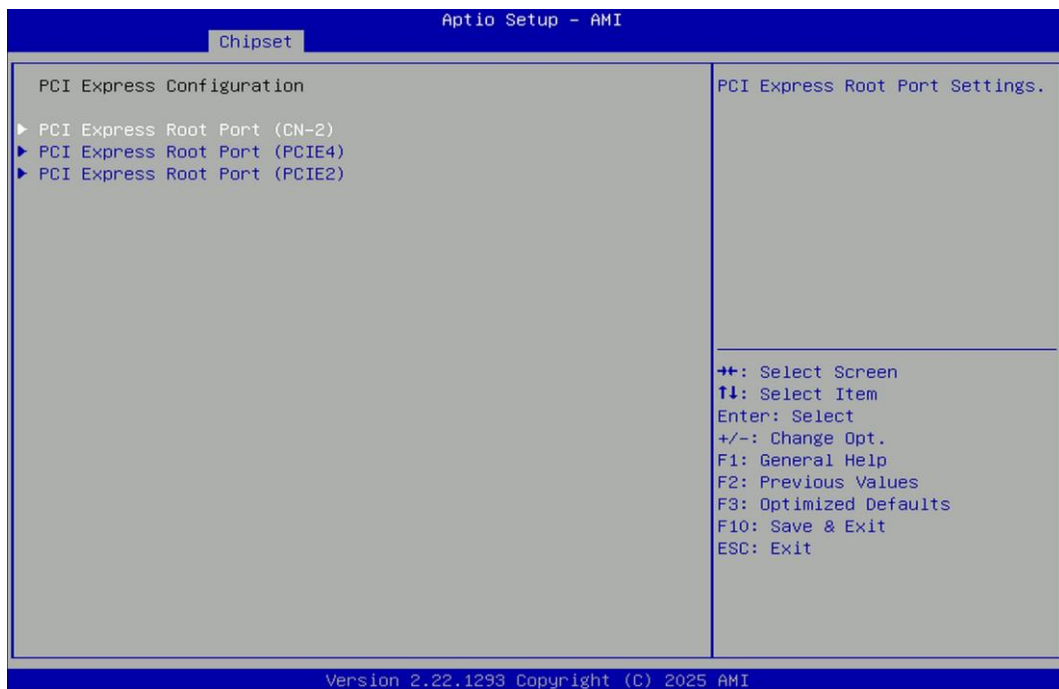 Aptio Setup – AMI
Chipset
PCI Express Configuration
▶ PCI Express Root Port (CN-2)
▶ PCI Express Root Port (PCIE4)
▶ PCI Express Root Port (PCIE2)
PCI Express Root Port Settings.
→←: Select Screen
↑↓: Select Item
Enter: Select
+/-: Change Opt.
F1: General Help
F2: Previous Values
F3: Optimized Defaults
F10: Save & Exit
ESC: Exit
Version 2.22.1293 Copyright (C) 2025 AMI